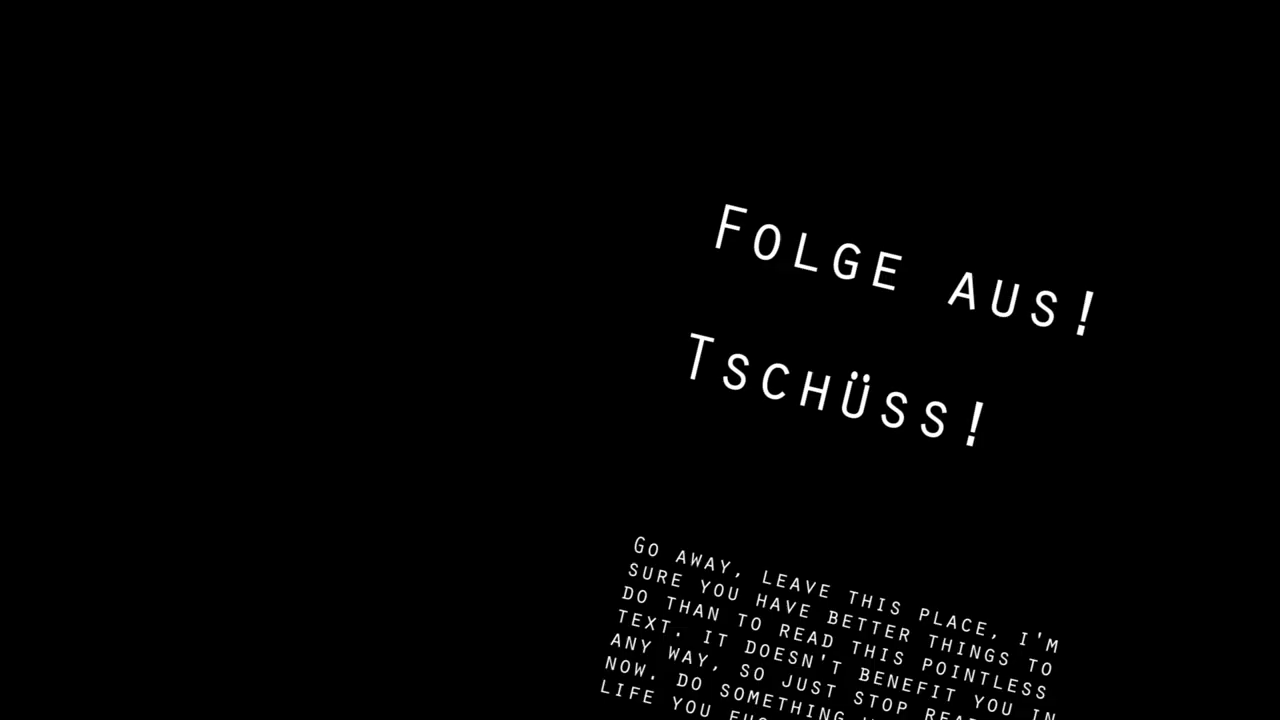 Folge aus!
Tschüss!
Go away, leave this place, I'm
sure you have better things to
do than to read this pointless
text. It doesn't benefit you in
any way, so just stop
now. Do something
life you